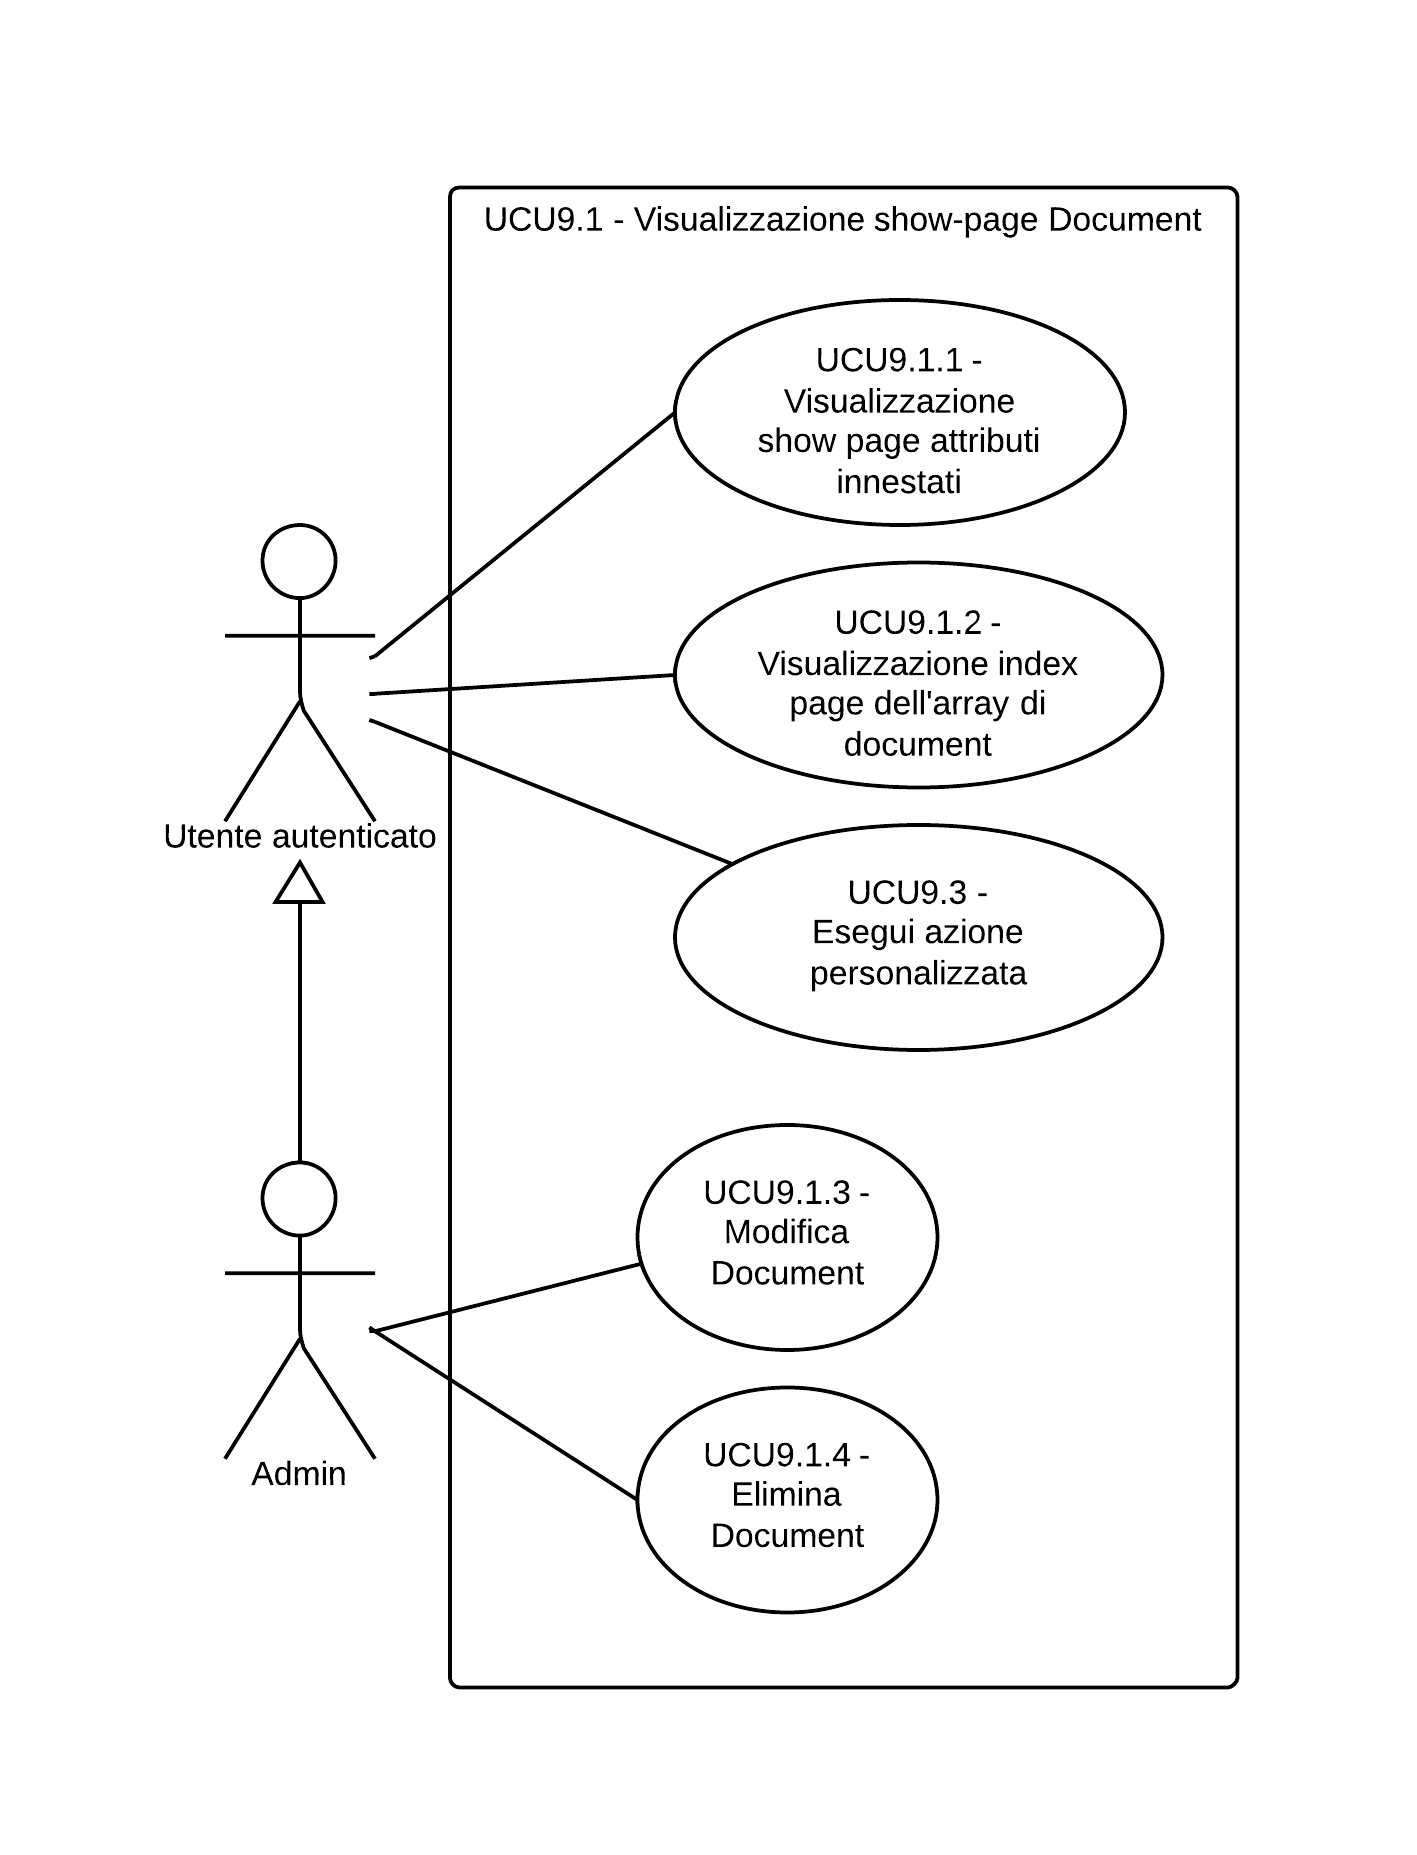 UCU9.1 - Visualizzazione show-page Document
UCU9.1.1 -
Visualizzazione
show page attributi
innestati
UCU9.1.2 -
Visualizzazione index
page dell'array di
document
Utente autenticato
UCU9.3 -
Esegui azione
personalizzata
UCU9.1.3 -
Modifica
Document
UCU9.1.4 -
Elimina
Document
Admin